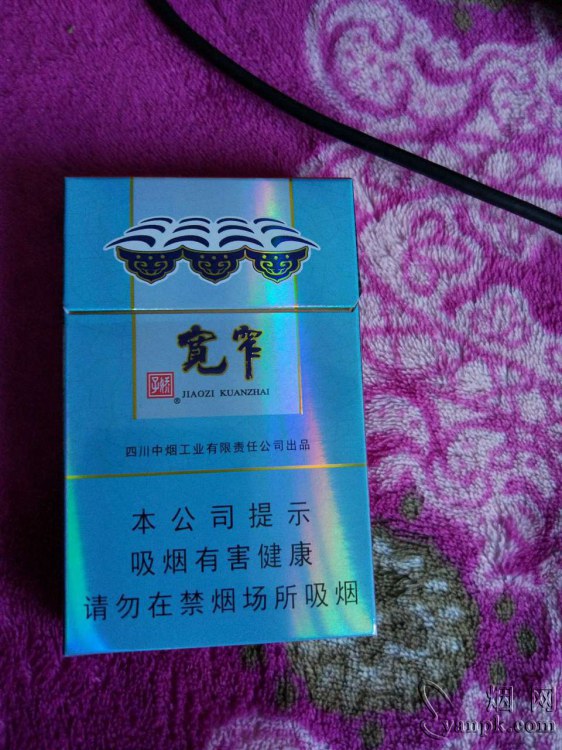 宽窄
娇子
® JIAOZI KUANZHAI
四川中烟工业有限责任公司出品
本公司提示
吸烟有害健康
请勿在禁烟场所吸烟
烟网
yanpk.com